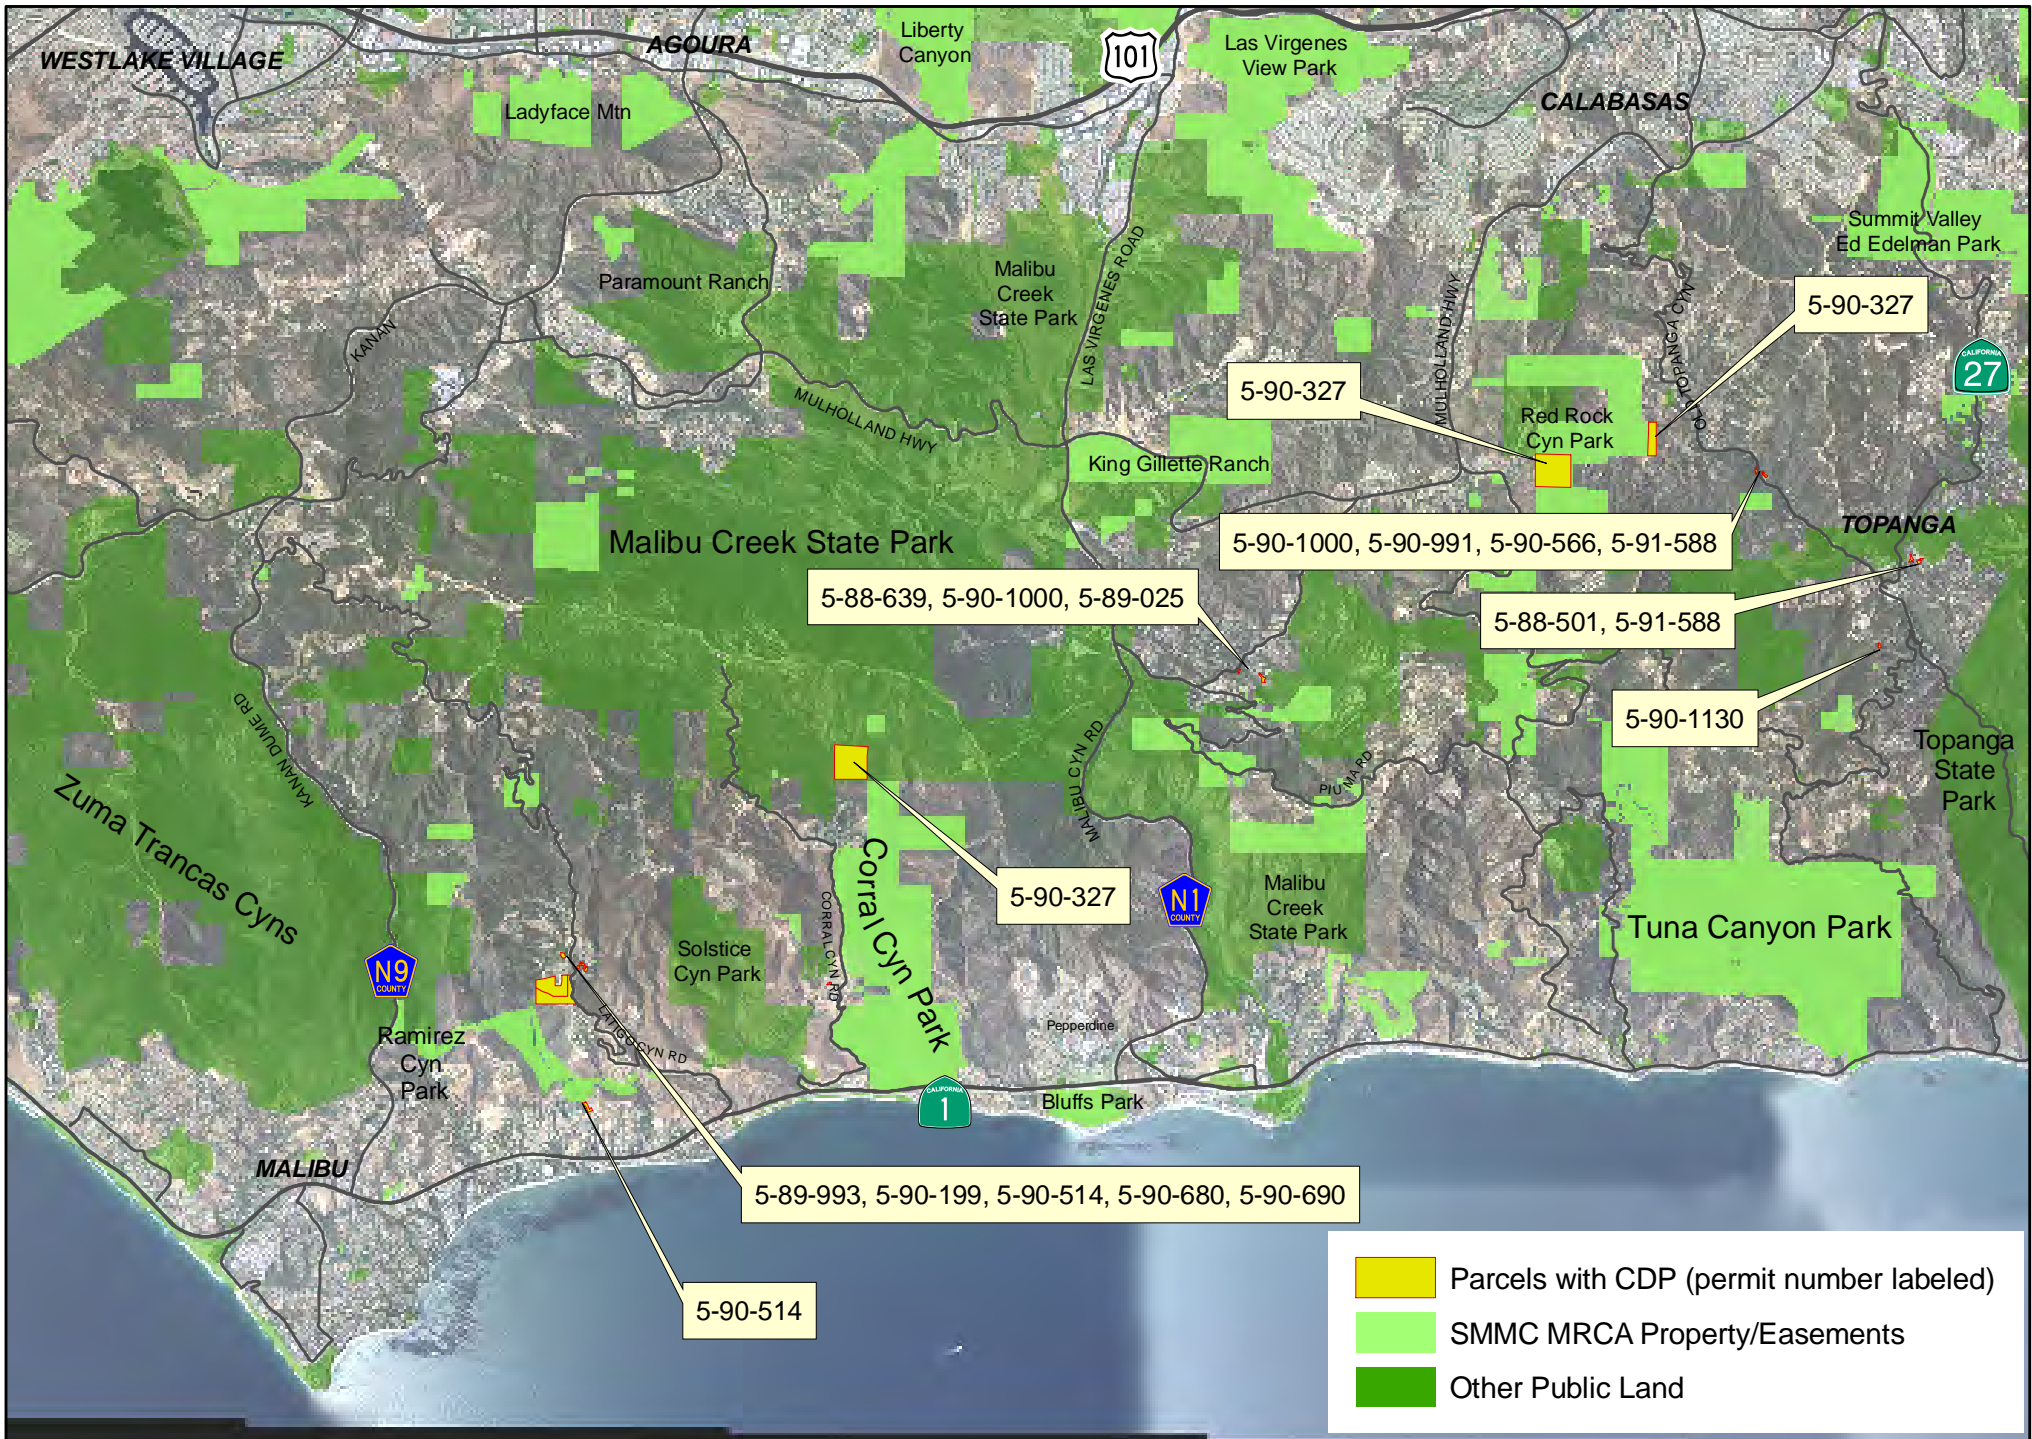 WESTLAKE VILLAGE
AGOURA
Liberty
Canyon
101
Las Virgenes
View Park
CALABASAS
Ladyface Mtn
Summit Valley
Ed Edelman Park
Paramount Ranch
Malibu
Creek
State Park
LAS VIRGENES ROAD
KANAN
MULHOLLAND HWY
MULHOLLAND HWY
OLD TOPANGA CYN
5-90-327
CALIFORNIA
27
5-90-327
Red Rock
Cyn Park
King Gillette Ranch
Malibu Creek State Park
5-90-1000, 5-90-991, 5-90-566, 5-91-588
TOPANGA
5-88-639, 5-90-1000, 5-89-025
5-88-501, 5-91-588
5-90-1130
KANAN DUME RD
KANAN
Zuma Trancas Cyns
MALIBU CYN RD
MALIBU CYN
PIUMA RD
Topanga
State
Park
5-90-327
Corral Cyn Park
CORRAL CYN RD
N1
COUNTY
Malibu
Creek
State Park
Tuna Canyon Park
N9
COUNTY
Solstice
Cyn Park
LATIGO CYN RD
Pepperdine
Ramirez
Cyn
Park
CALIFORNIA
1
Bluffs Park
MALIBU
5-89-993, 5-90-199, 5-90-514, 5-90-680, 5-90-690
5-90-514
Parcels with CDP (permit number labeled)
SMMC MRCA Property/Easements
Other Public Land